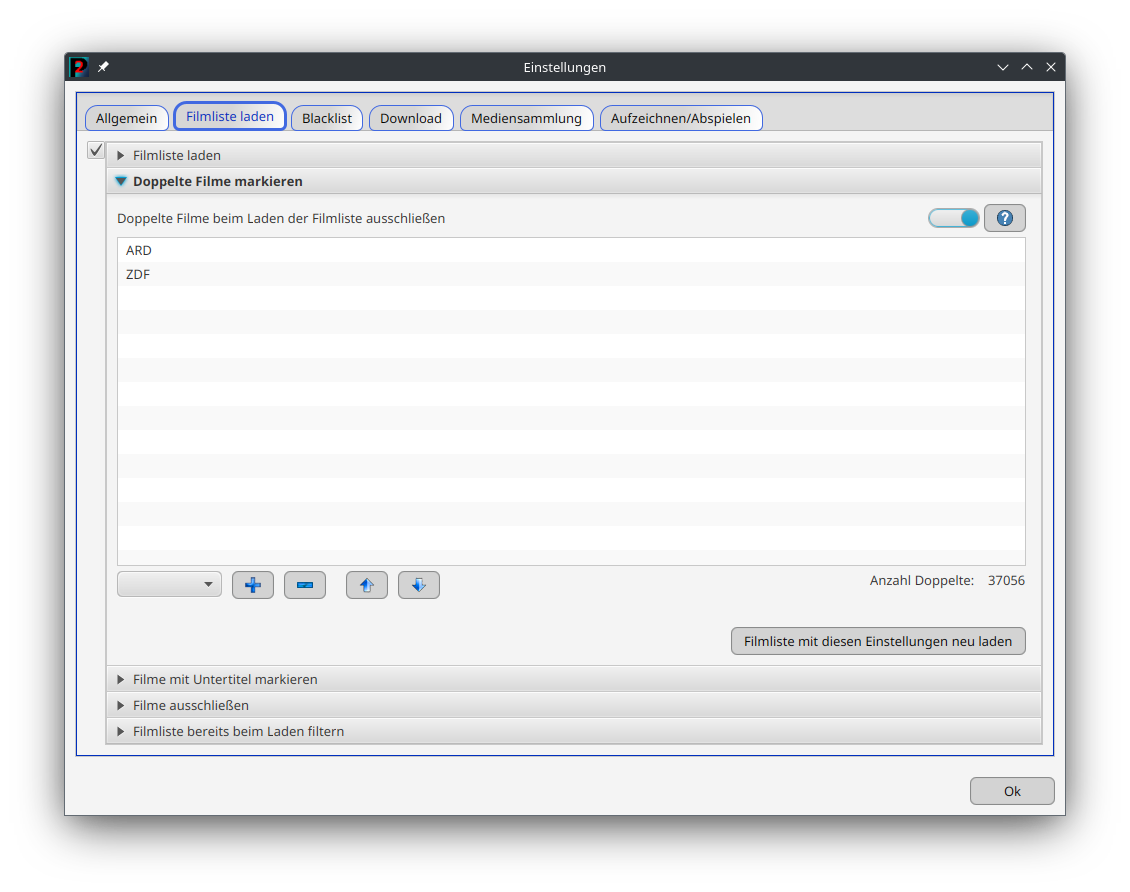 Einstellungen
Allgemein Filmliste laden Blacklist Download Mediensammlung Aufzeichnen/Abspielen
Filmliste laden
Doppelte Filme markieren
Doppelte Filme beim Laden der Filmliste ausschließen
ARD
ZDF
Anzahl Doppelte: 37056
Filmliste mit diesen Einstellungen neu laden
Filme mit Untertitel markieren
Filme ausschließen
Filmliste bereits beim Laden filtern
Ok